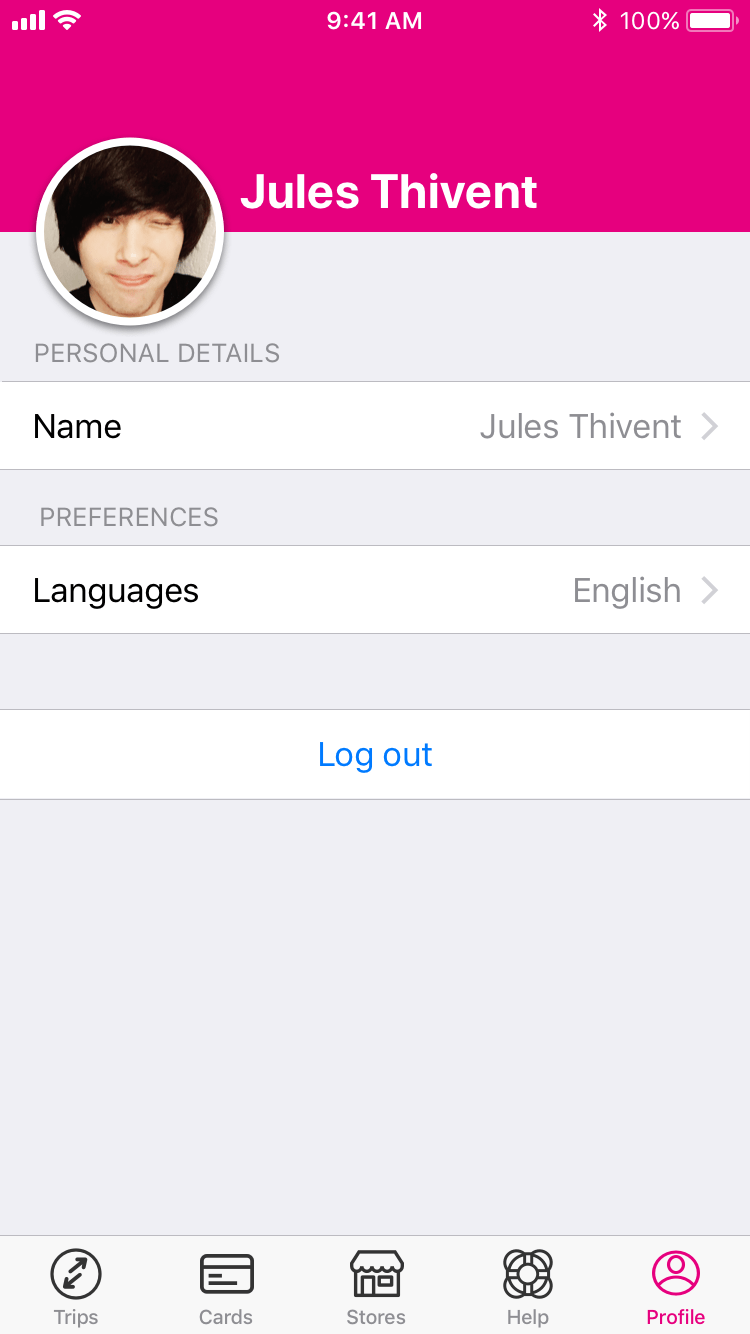 9:41 AM
100%
Jules Thivent
PERSONAL DETAILS
Name Jules Thivent
PREFERENCES
Languages English
Log out
Trips Cards Stores Help Profile